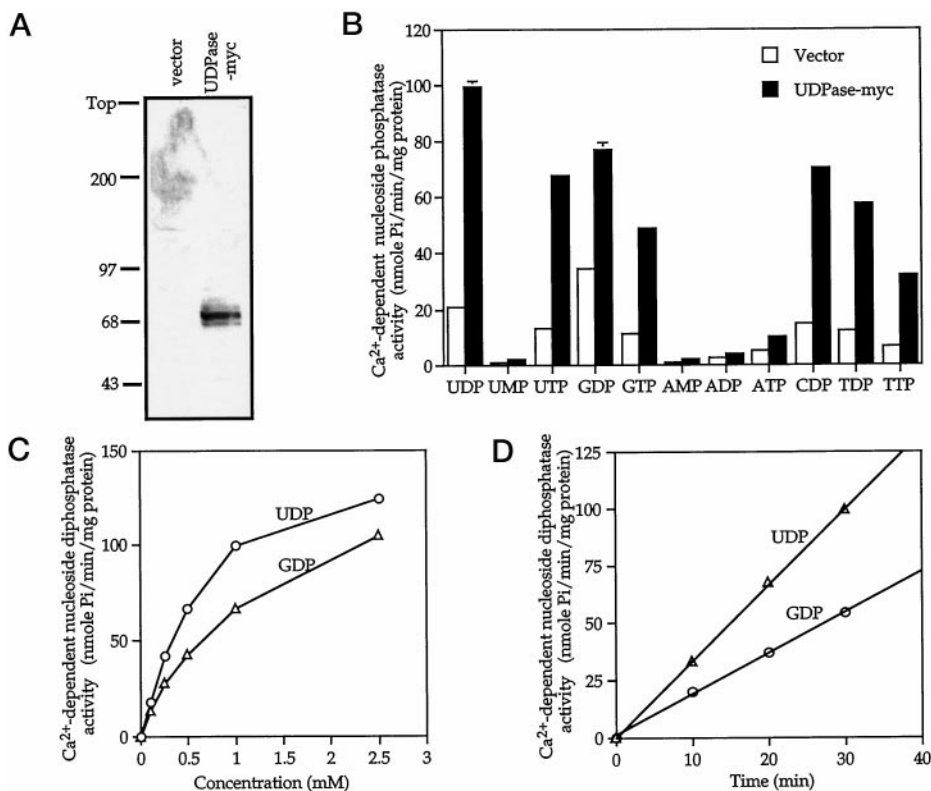 A
vector
UDPase
-myc
Top
200
97
68
43
B
Ca2+-dependent nucleoside phosphatase
activity (nmole Pi/min/mg protein)
120
100
80
60
40
20
0
Vector
UDPase-myc
UDP UMP UTP GDP GTP AMP ADP ATP CDP TDP TTP
C
Ca2+-dependent nucleoside diphosphatase
activity (nmole Pi/min/mg protein)
150
100
50
0
UDP
GDP
0 0.5 1 1.5 2 2.5 3
Concentration (mM)
D
Ca2+-dependent nucleoside diphosphatase
activity (nmole Pi/min/mg protein)
125
100
75
50
25
0
UDP
GDP
0 10 20 30 40
Time (min)